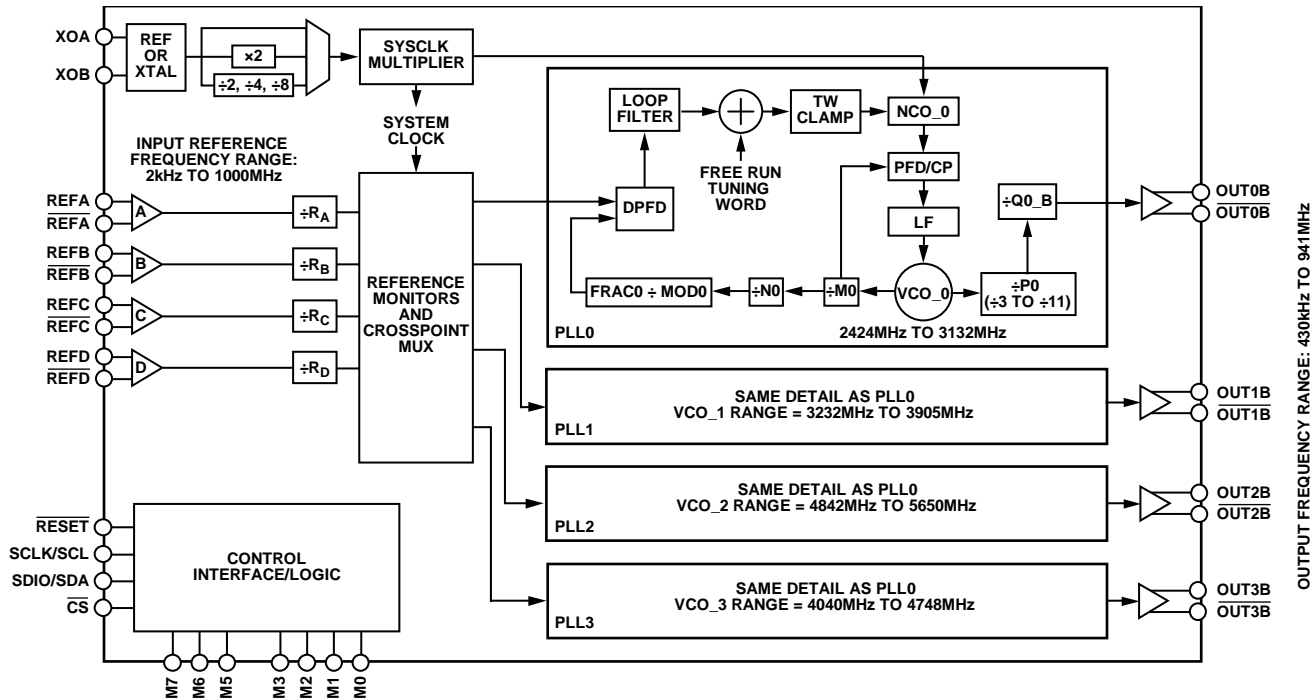 XOA
XOB
REF
OR
XTAL
×2
÷2, ÷4, ÷8
SYSCLK
MULTIPLIER
SYSTEM
CLOCK
INPUT REFERENCE
FREQUENCY RANGE:
2kHz TO 1000MHz
REFA
REFA
A
÷RA
REFB
REFB
B
÷RB
REFC
REFC
C
÷RC
REFD
REFD
D
÷RD
REFERENCE
MONITORS
AND
CROSSPOINT
MUX
LOOP
FILTER
TW
CLAMP
NCO_0
FREE RUN
TUNING
WORD
PFD/CP
DPFD
LF
÷Q0_B
FRAC0 ÷ MOD0
÷N0
÷M0
VCO_0
÷P0
(÷3 TO ÷11)
PLL0
2424MHz TO 3132MHz
OUT0B
OUT0B
SAME DETAIL AS PLL0
VCO_1 RANGE = 3232MHz TO 3905MHz
PLL1
OUT1B
OUT1B
SAME DETAIL AS PLL0
VCO_2 RANGE = 4842MHz TO 5650MHz
PLL2
OUT2B
OUT2B
SAME DETAIL AS PLL0
VCO_3 RANGE = 4040MHz TO 4748MHz
PLL3
OUT3B
OUT3B
OUTPUT FREQUENCY RANGE: 430kHz TO 941MHz
RESET
SCLK/SCL
SDIO/SDA
CS
CONTROL
INTERFACE/LOGIC
M7
M6
M5
M3
M2
M1
M0